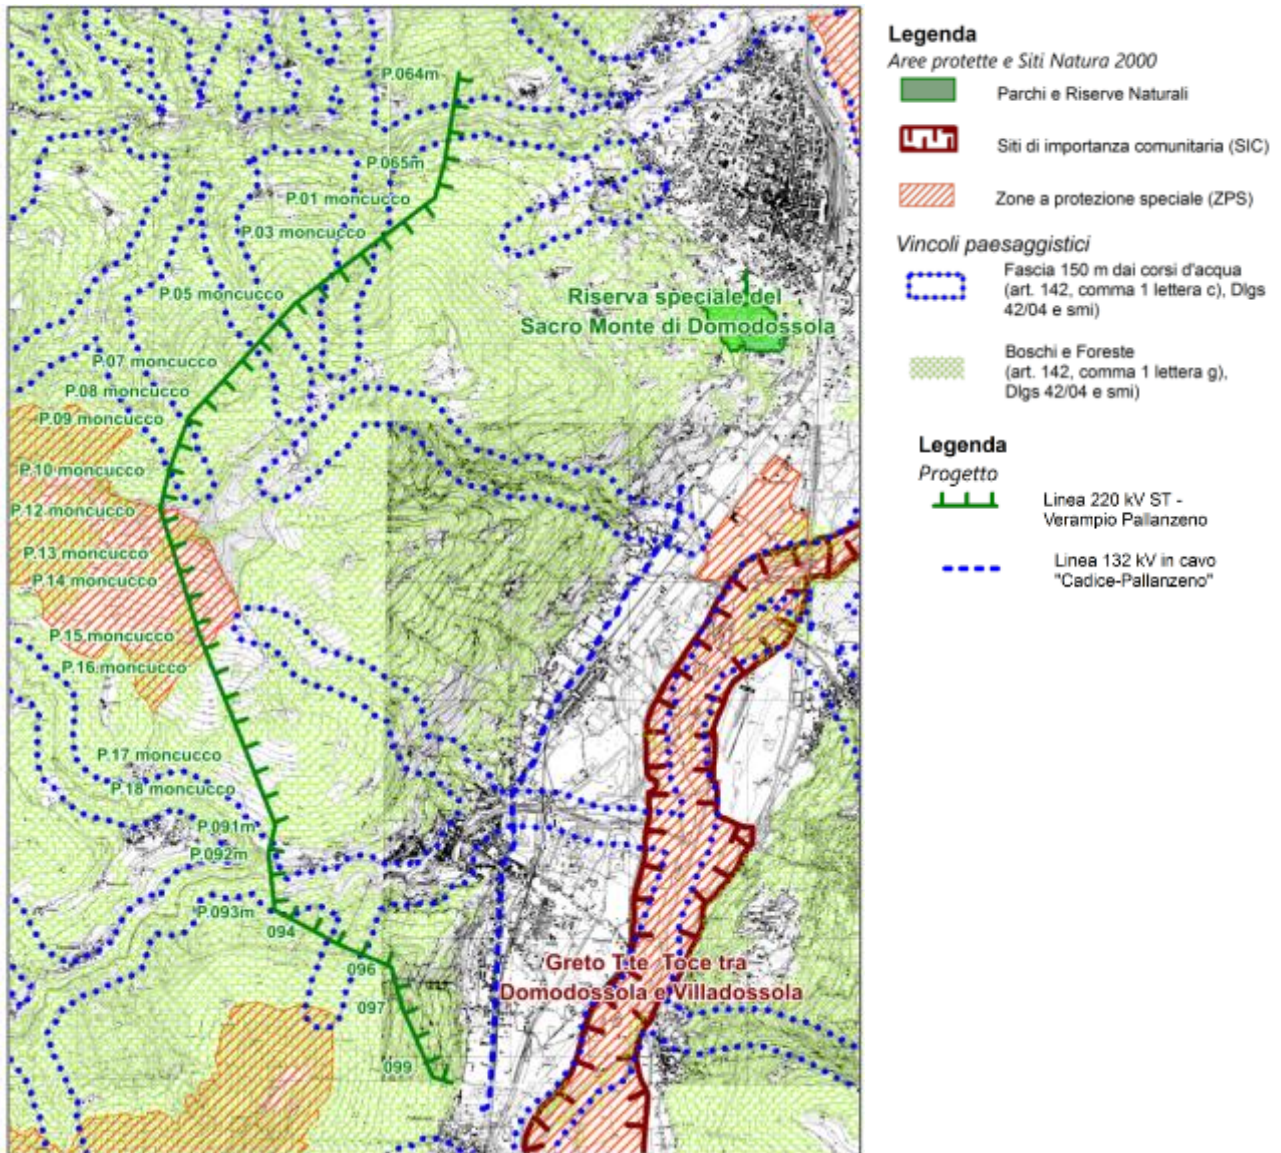 P.064m
P.065m
P.01 moncucco
P.03 moncucco
P.05 moncucco
Riserva speciale del
Sacro Monte di Domodossola
P.07 moncucco
P.08 moncucco
P.09 moncucco
P.10 moncucco
P.12 moncucco
P.13 moncucco
P.14 moncucco
P.15 moncucco
P.16 moncucco
P.17 moncucco
P.18 moncucco
P.091m
P.092m
P.093m
094
096
097
099
Greto T.te Toce tra
Domodossola e Villadossola
Legenda
Aree protette e Siti Natura 2000
Parchi e Riserve Naturali
Siti di importanza comunitaria (SIC)
Zone a protezione speciale (ZPS)
Vincoli paesaggistici
Fascia 150 m dai corsi d'acqua
(art. 142, comma 1 lettera c), Dlgs
42/04 e smi)
Boschi e Foreste
(art. 142, comma 1 lettera g),
Dlgs 42/04 e smi)
Legenda
Progetto
Linea 220 kV ST -
Verampio Pallanzeno
Linea 132 kV in cavo
"Cadice-Pallanzeno"